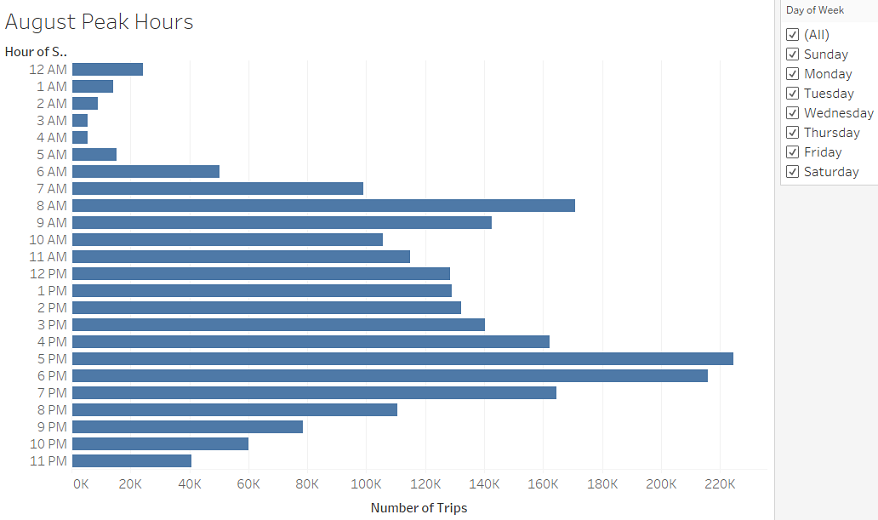 August Peak Hours
Hour of S..
12 AM
1 AM
2 AM
3 AM
4 AM
5 AM
6 AM
7 AM
8 AM
9 AM
10 AM
11 AM
12 PM
1 PM
2 PM
3 PM
4 PM
5 PM
6 PM
7 PM
8 PM
9 PM
10 PM
11 PM
0K 20K 40K 60K 80K 100K 120K 140K 160K 180K 200K 220K
Number of Trips
Day of Week
(All)
Sunday
Monday
Tuesday
Wednesday
Thursday
Friday
Saturday